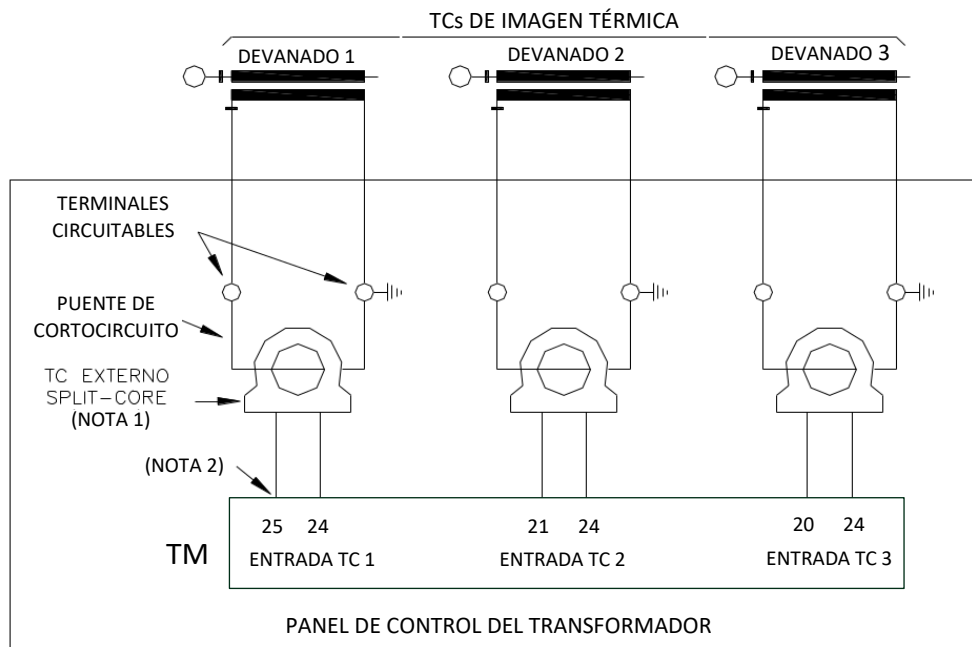 TCs DE IMAGEN TÉRMICA
DEVANADO 1
DEVANADO 2
DEVANADO 3
TERMINALES
CIRCUITABLES
PUENTE DE
CORTOCIRCUITO
TC EXTERNO
SPLIT-CORE
(NOTA 1)
(NOTA 2)
25 24
21 24
20 24
TM
ENTRADA TC 1
ENTRADA TC 2
ENTRADA TC 3
PANEL DE CONTROL DEL TRANSFORMADOR